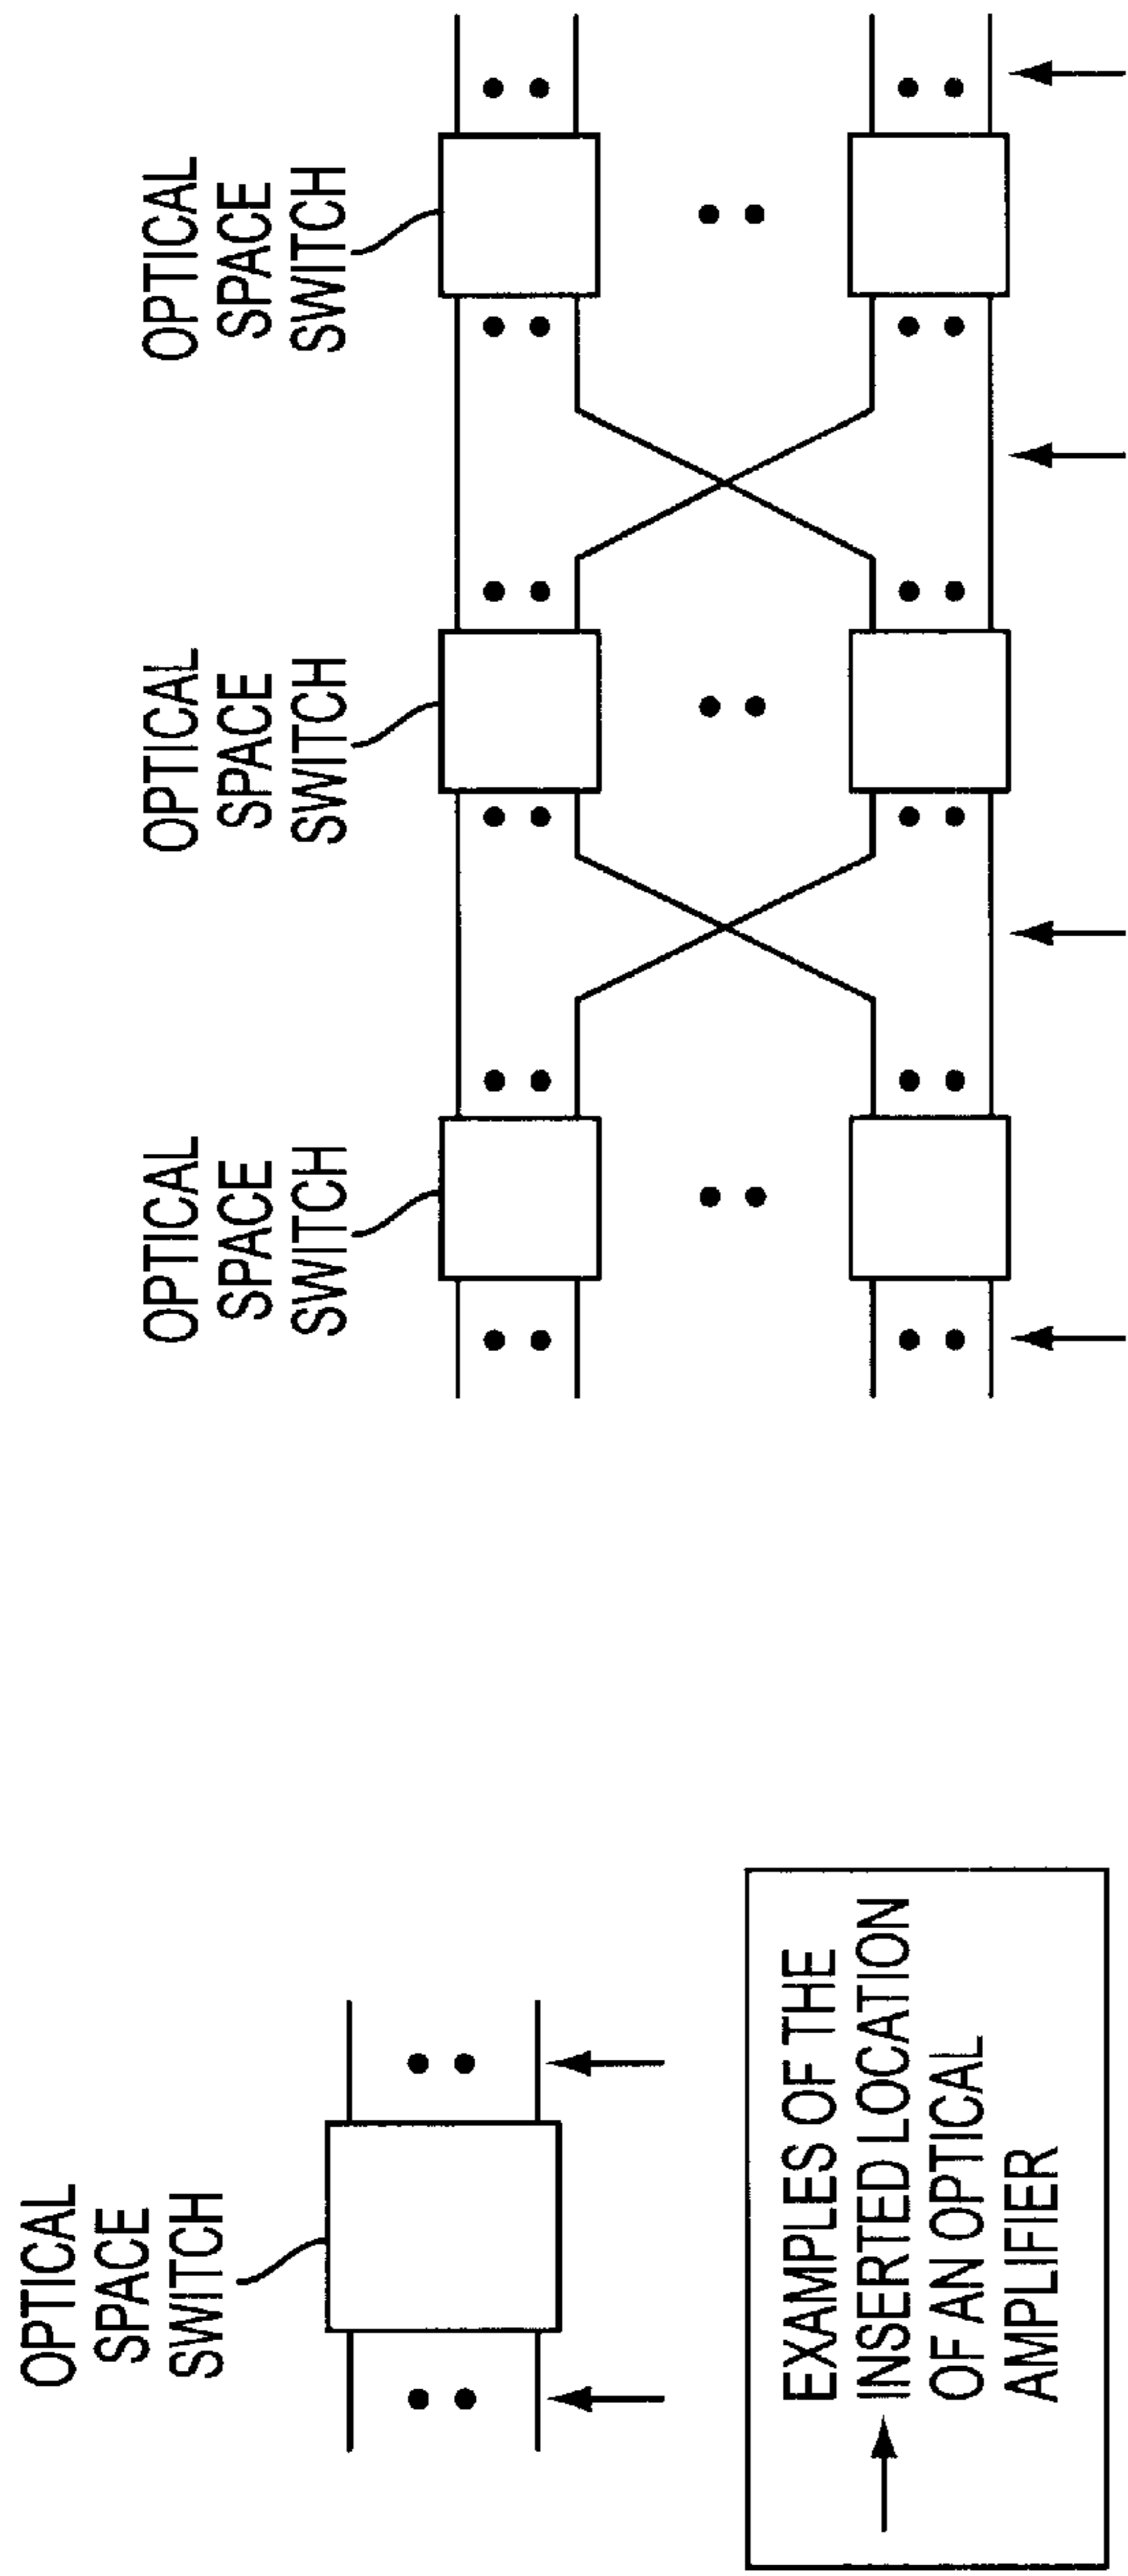 OPTICAL
SPACE
SWITCH
OPTICAL
SPACE
SWITCH
OPTICAL
SPACE
SWITCH
OPTICAL
SPACE
SWITCH
EXAMPLES OF THE
INSERTED LOCATION
OF AN OPTICAL
AMPLIFIER